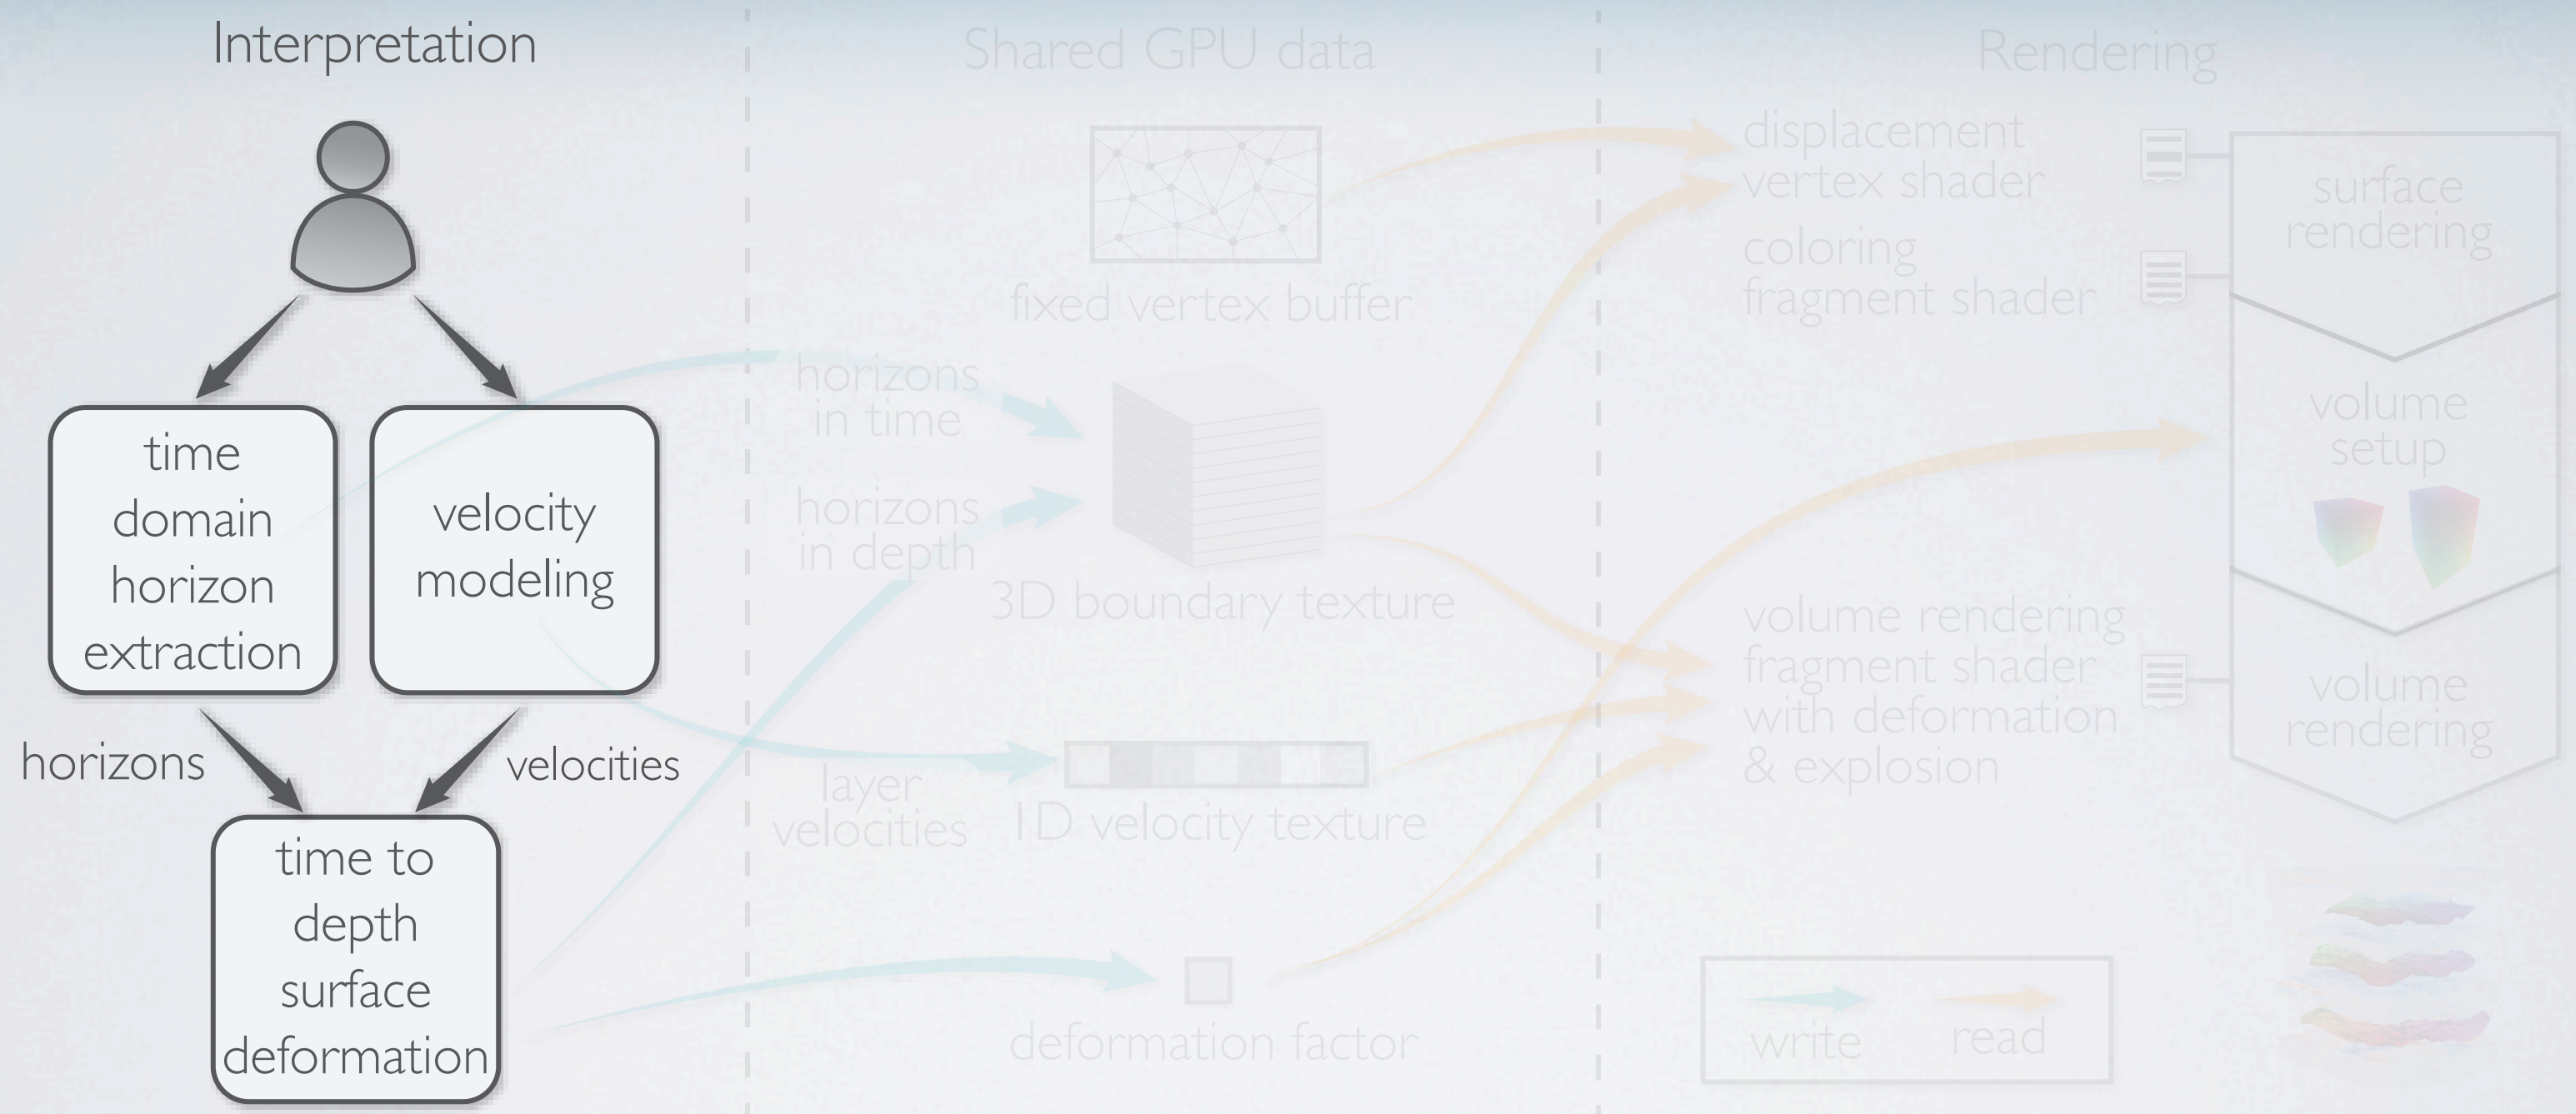 Interpretation
time
domain
horizon
extraction
velocity
modeling
horizons
velocities
time to
depth
surface
deformation
Shared GPU data
fixed vertex buffer
horizons
in time
horizons
in depth
3D boundary texture
layer
velocities
1D velocity texture
deformation factor
Rendering
displacement
vertex shader
coloring
fragment shader
volume rendering
fragment shader
with deformation
& explosion
surface
rendering
volume
setup
volume
rendering
write
read